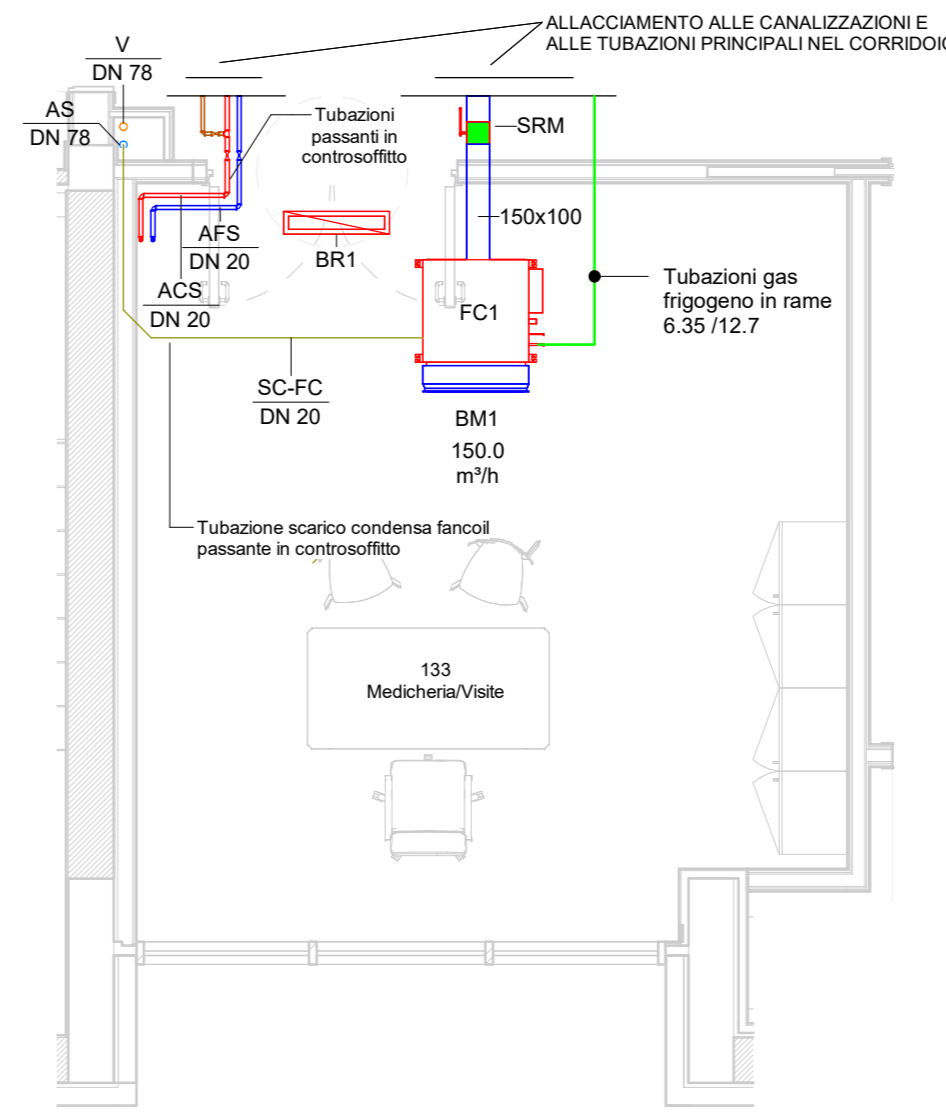 ALLACCIAMENTO ALLE CANALIZZAZIONI E
ALLE TUBAZIONI PRINCIPALI NEL CORRIDOIO
V
DN 78
AS
DN 78
Tubazioni
passanti in
controsoffitto
SRM
150x100
AFS
DN 20
BR1
ACS
DN 20
FC1
Tubazioni gas
frigogeno in rame
6.35 /12.7
SC-FC
DN 20
BM1
150.0
m³/h
Tubazione scarico condensa fancoil
passante in controsoffitto
133
Medicheria/Visite